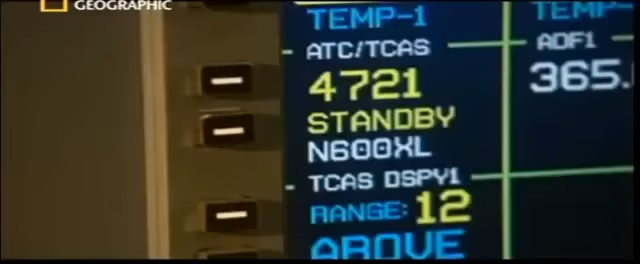 GEOGRAPHIC
TEMP-1
TEMP-
ATC/TCAS
ADF1
4721
365.
STANDBY
N600XL
TCAS DSPY1
RANGE: 12
ABOVE